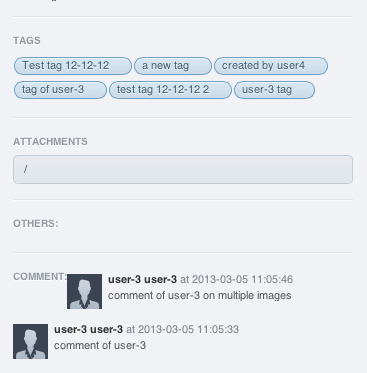 TAGS
Test tag 12-12-12 a new tag created by user4
tag of user-3 test tag 12-12-12 2 user-3 tag
ATTACHMENTS
/
OTHERS:
COMMENT:
user-3 user-3 at 2013-03-05 11:05:46
comment of user-3 on multiple images
user-3 user-3 at 2013-03-05 11:05:33
comment of user-3